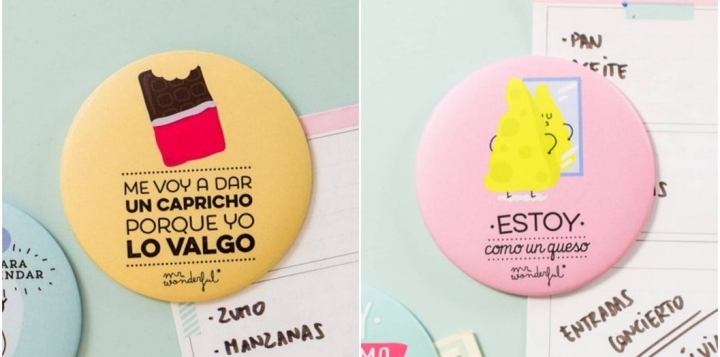 ME VOY A DAR
UN CAPRICHO
PORQUE YO
LO VALGO
mr.
wonderful*
NDAR
· ZUMO
· MANZANAS
· PAN
ACEITE
· ESTOY ·
como un queso
mr.
wonderful*
ENTRADAS
CONCIERTO